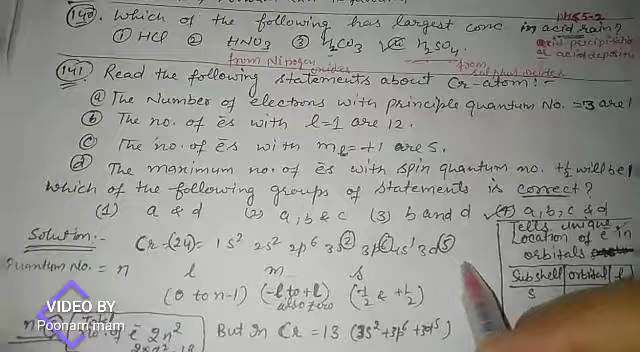 (140). Which of the following has largest conc in acid rain? pH<5.2
① HCl ② HNO3 ③ H2CO3 ④ H2SO4 acid precipitation
from Nitrogen oxides from sulphur oxides or acid deposit
(141). Read the following statements about Cr-atom:-
ⓐ The Number of electrons with principle quantum No. = 3 are 1
ⓑ The no. of ēs with l=1 are 12.
ⓒ The no. of ēs with ml=+1 are 5.
ⓓ The maximum no. of ēs with spin quantum no. +½ will be 1
Which of the following groups of statements is correct?
(1) a & d (2) a, b & c (3) b and d (4) a, b, c & d
Solution:- Tells unique
Cr-(24)= 1s² 2s² 2p⁶ 3s² 3p⁶ 4s¹ 3d⁵ Location of ē in
orbitals
Quantum No. = n l m s Subshell orbital l
(0 to n-1) (-l to +l) (-½ & +½) S
also zero
VIDEO BY
Poonam mam
No. of ē 2n² But in Cr = 13 (3s²+3p⁶+3d⁵)